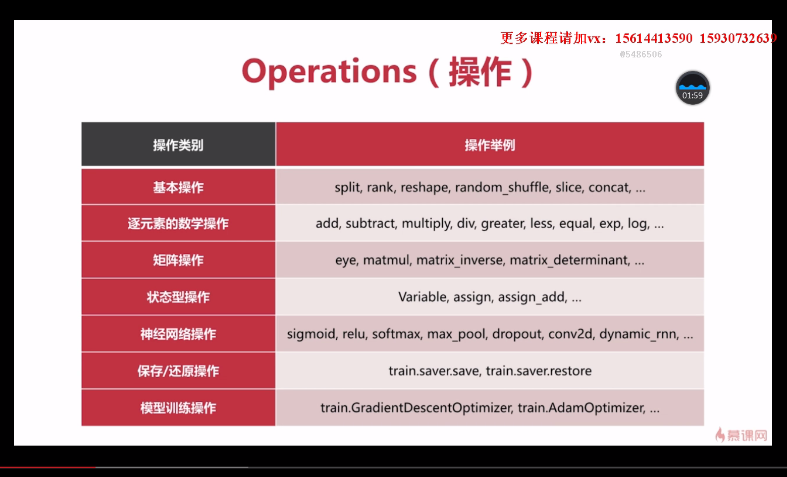 更多课程请加vx：15614413590 15930732639
@5486506
Operations（操作）
01:59
操作类别 操作举例
基本操作 split, rank, reshape, random_shuffle, slice, concat, ...
逐元素的数学操作 add, subtract, multiply, div, greater, less, equal, exp, log, ...
矩阵操作 eye, matmul, matrix_inverse, matrix_determinant, ...
状态型操作 Variable, assign, assign_add, ...
神经网络操作 sigmoid, relu, softmax, max_pool, dropout, conv2d, dynamic_rnn, ...
保存/还原操作 train.saver.save, train.saver.restore
模型训练操作 train.GradientDescentOptimizer, train.AdamOptimizer, ...
慕课网